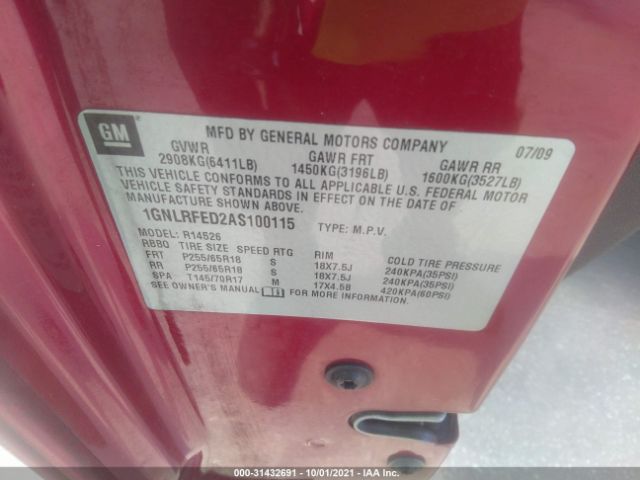 GM
MFD BY GENERAL MOTORS COMPANY 07/09
GVWR GAWR FRT GAWR RR
2908KG(6411LB) 1450KG(3196LB) 1600KG(3527LB)
THIS VEHICLE CONFORMS TO ALL APPLICABLE U.S. FEDERAL MOTOR
VEHICLE SAFETY STANDARDS IN EFFECT ON THE DATE OF
MANUFACTURE SHOWN ABOVE.
1GNLRFED2AS100115 TYPE: M.P.V.
MODEL: R14526
RBBQ TIRE SIZE SPEED RTG RIM COLD TIRE PRESSURE
FRT P255/65R18 S 18X7.5J 240KPA(35PSI)
RR P255/65R18 S 18X7.5J 240KPA(35PSI)
SPA T145/70R17 M 17X4.5B 420KPA(60PSI)
SEE OWNER'S MANUAL FOR MORE INFORMATION.
000-31432691 - 10/01/2021 - IAA Inc.